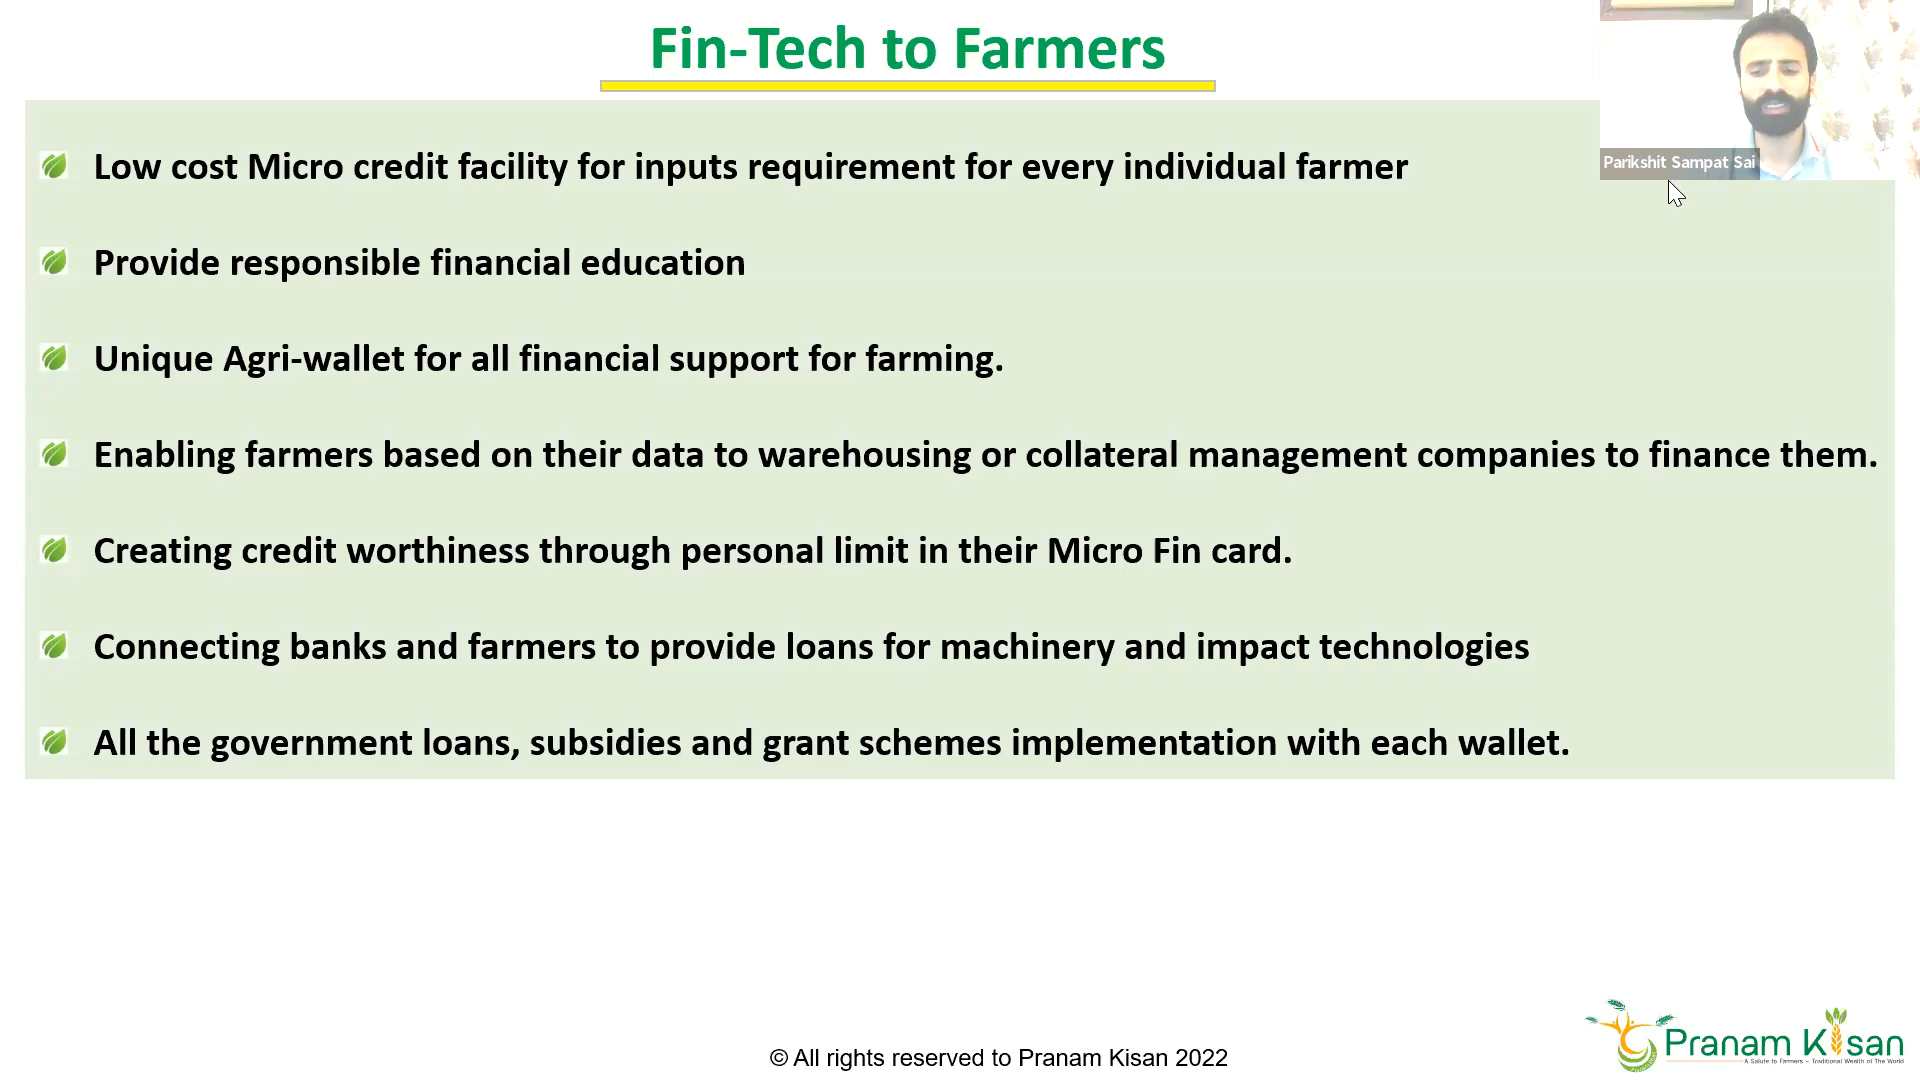 Fin-Tech to Farmers
Parikshit Sampat Sai
Low cost Micro credit facility for inputs requirement for every individual farmer
Provide responsible financial education
Unique Agri-wallet for all financial support for farming.
Enabling farmers based on their data to warehousing or collateral management companies to finance them.
Creating credit worthiness through personal limit in their Micro Fin card.
Connecting banks and farmers to provide loans for machinery and impact technologies
All the government loans, subsidies and grant schemes implementation with each wallet.
Pranam Kisan
A Salute to Farmers – Traditional Wealth of The World
© All rights reserved to Pranam Kisan 2022